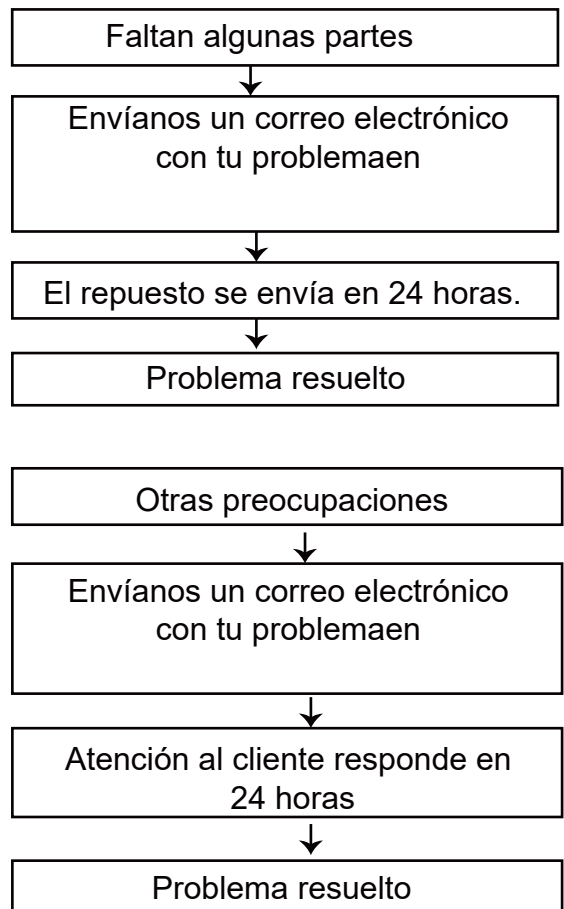 Faltan algunas partes
Envíanos un correo electrónico
con tu problemaen
El repuesto se envía en 24 horas.
Problema resuelto
Otras preocupaciones
Envíanos un correo electrónico
con tu problemaen
Atención al cliente responde en
24 horas
Problema resuelto